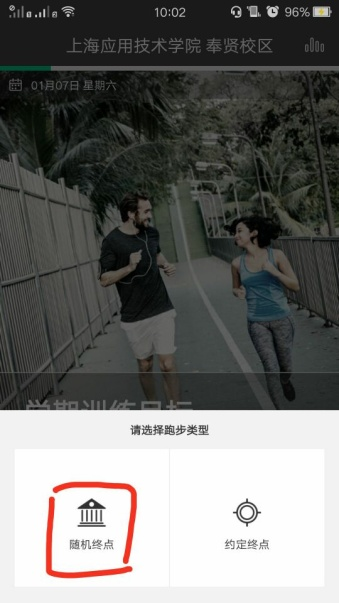 10:02
96%
上海应用技术学院 奉贤校区
01月07日 星期六
学期训练目标
请选择跑步类型
随机终点
约定终点